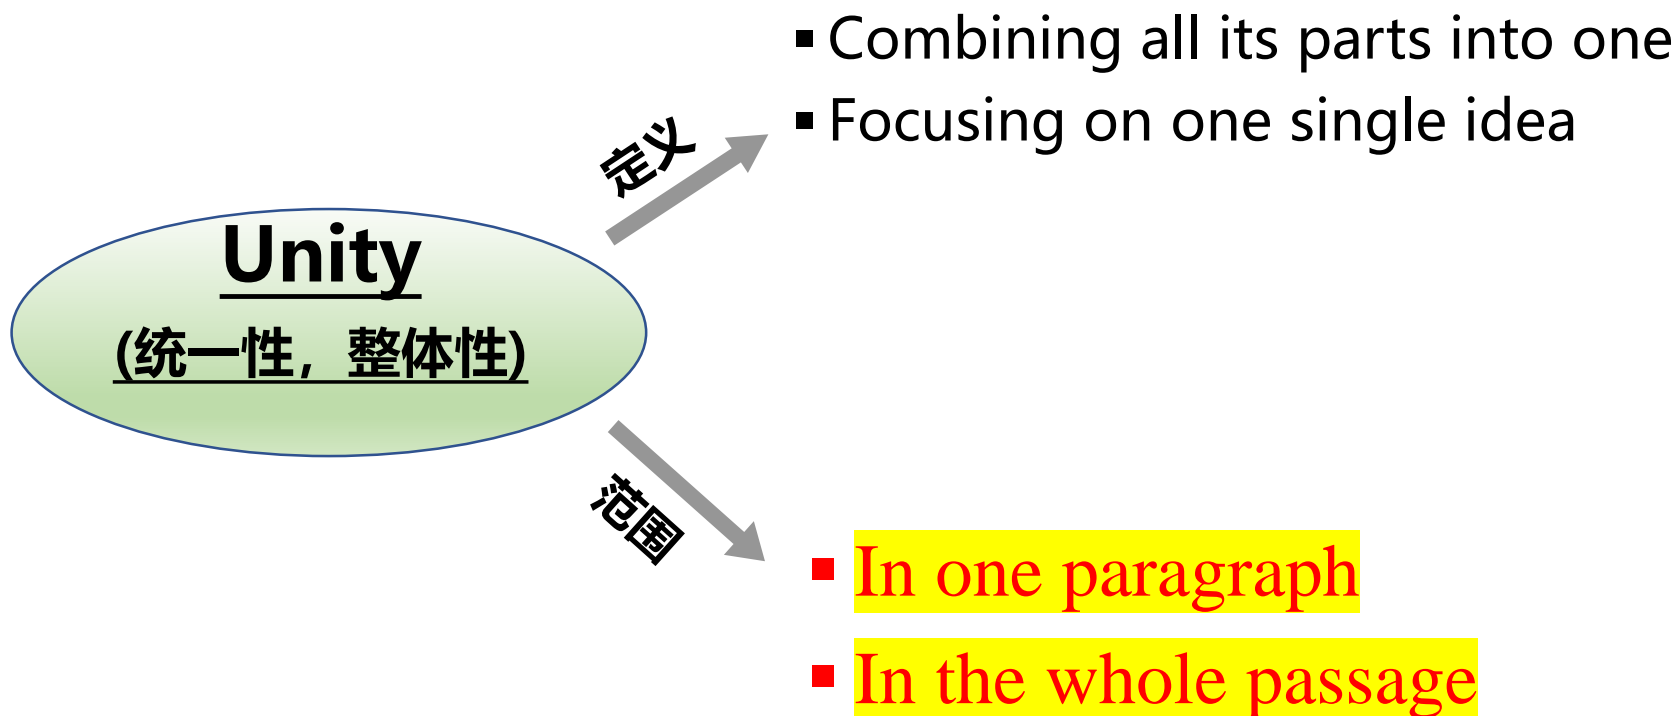 Combining all its parts into one
Focusing on one single idea
定义
Unity
(统一性，整体性)
范围
In one paragraph
In the whole passage